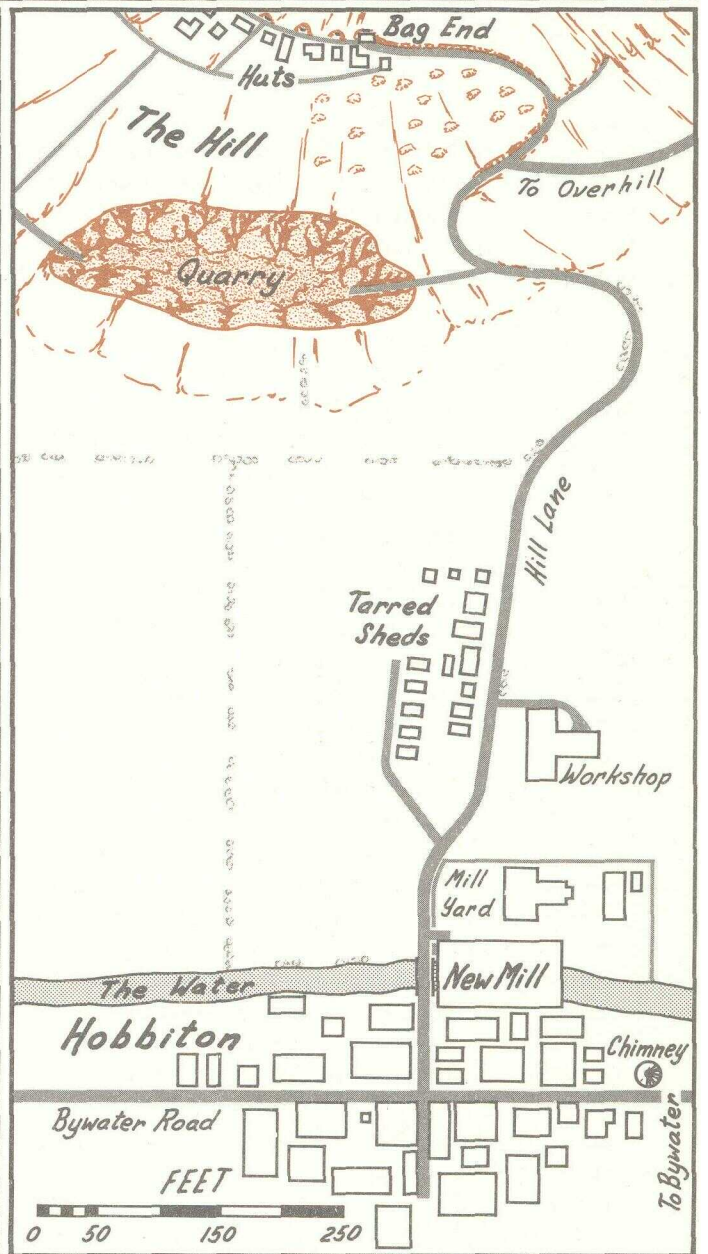 Bag End
Huts
The Hill
To Overhill
Quarry
Hill Lane
Tarred
Sheds
Workshop
Mill
Yard
The Water
New Mill
Hobbiton
Chimney
Bywater Road
To Bywater
FEET
0 50 150 250